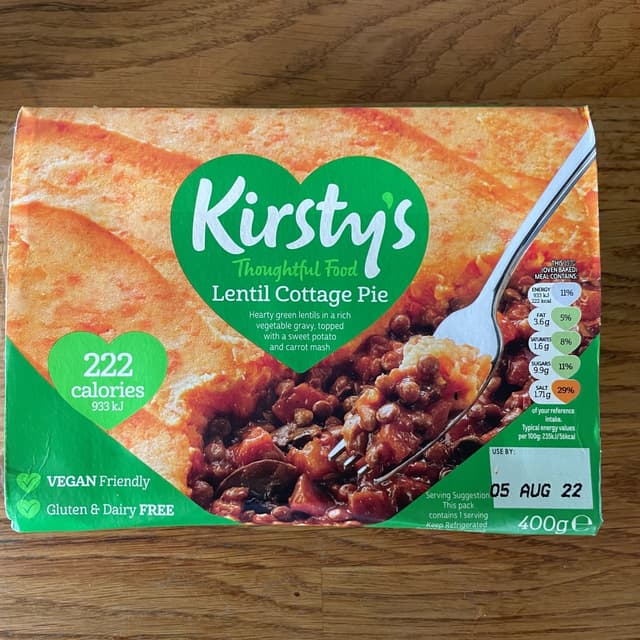 Kirsty's
Thoughtful Food
Lentil Cottage Pie
Hearty green lentils in a rich
vegetable gravy, topped
with a sweet potato
and carrot mash
222
calories
933 kJ
VEGAN Friendly
Gluten & Dairy FREE
OVEN BAKED)
MEAL CONTAINS:
ENERGY
933 kJ
222 kcal
11%
FAT
3.6g
5%
SATURATES
1.6g
8%
SUGARS
9.9g
11%
SALT
1.71g
29%
of your reference
intake.
Typical energy values
per 100g: 235kJ/56kcal
USE BY:
05 AUG 22
Serving Suggestion
This pack
contains 1 serving
Keep Refrigerated
400g e